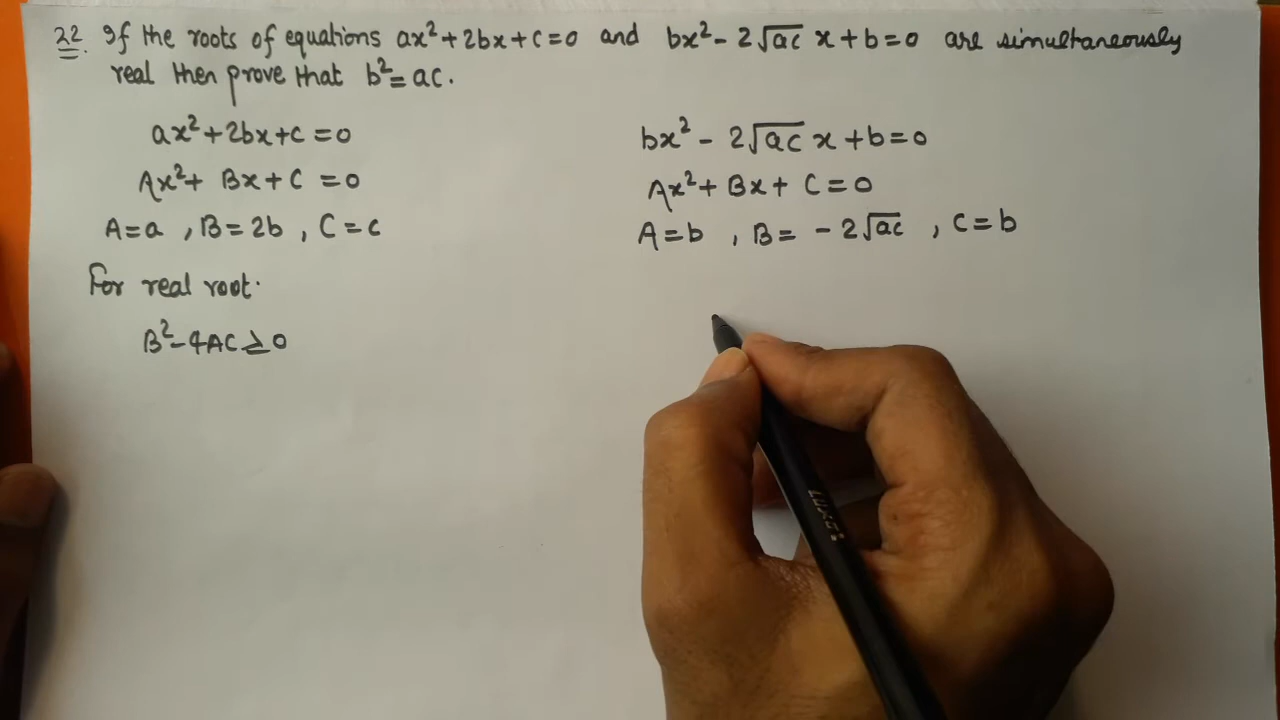 22. If the roots of equations ax²+2bx+c=0 and bx²-2√ac x+b=0 are simultaneously
real then prove that b²=ac.
ax²+2bx+c=0
Ax²+Bx+C=0
A=a , B=2b , C=c
For real root.
B²-4AC≥0
bx²-2√ac x+b=0
Ax²+Bx+C=0
A=b , B=-2√ac , C=b